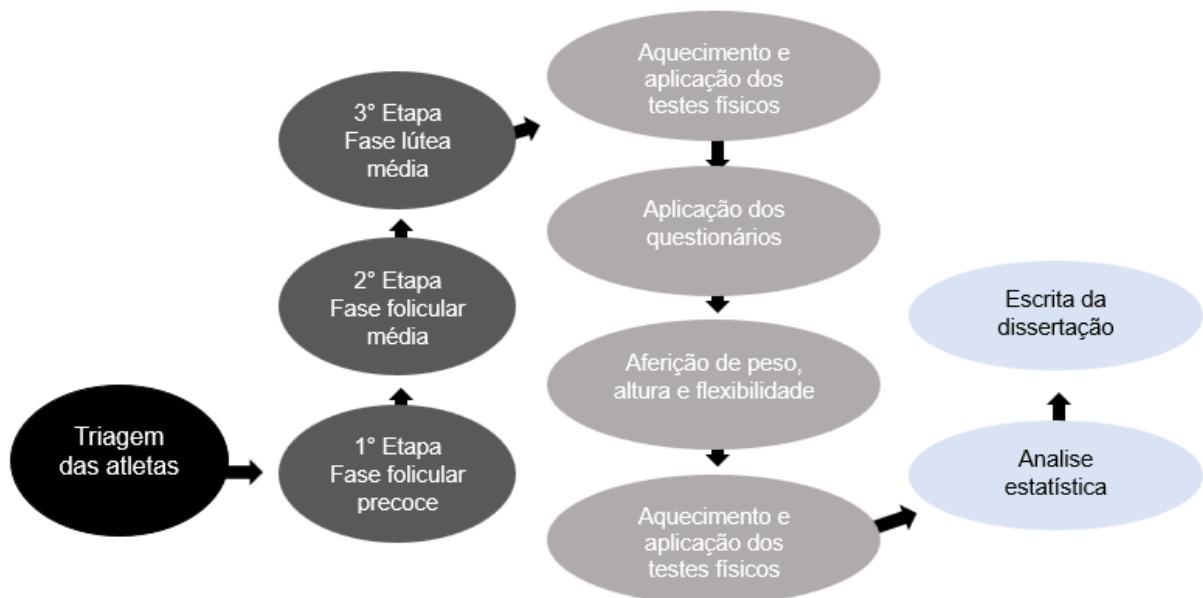 Triagem
das atletas
1° Etapa
Fase folicular
precoce
2° Etapa
Fase folicular
média
3° Etapa
Fase lútea
média
Aquecimento e
aplicação dos
testes físicos
Aplicação dos
questionários
Aferição de peso,
altura e flexibilidade
Aquecimento e
aplicação dos
testes físicos
Analise
estatística
Escrita da
dissertação